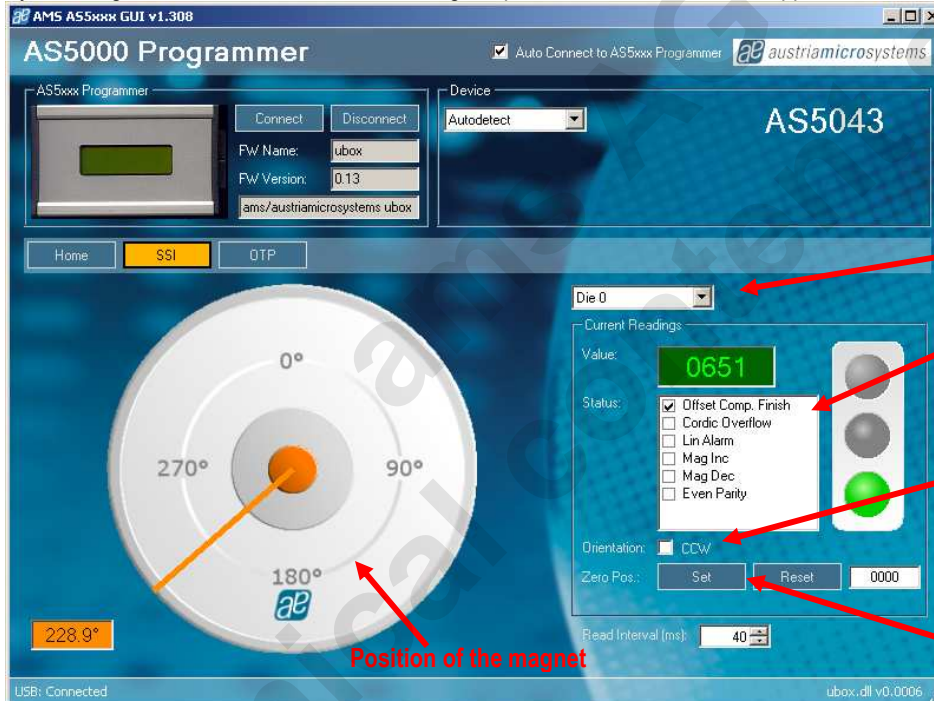 AMS AS5xxx GUI v1.308
AS5000 Programmer
Auto Connect to AS5xxx Programmer
austriamicrosystems
AS5xxx Programmer
Connect
Disconnect
FW Name:
ubox
FW Version:
0.13
ams/austriamicrosystems ubox
Device
Autodetect
AS5043
Home
SSI
OTP
0°
90°
180°
270°
228.9°
Position of the magnet
Die 0
Current Readings
Value:
0651
Status:
Offset Comp. Finish
Cordic Overflow
Lin Alarm
Mag Inc
Mag Dec
Even Parity
Orientation:
CCW
Zero Pos.:
Set
Reset
0000
Read Interval (ms):
40
USB: Connected
ubox.dll v0.0006